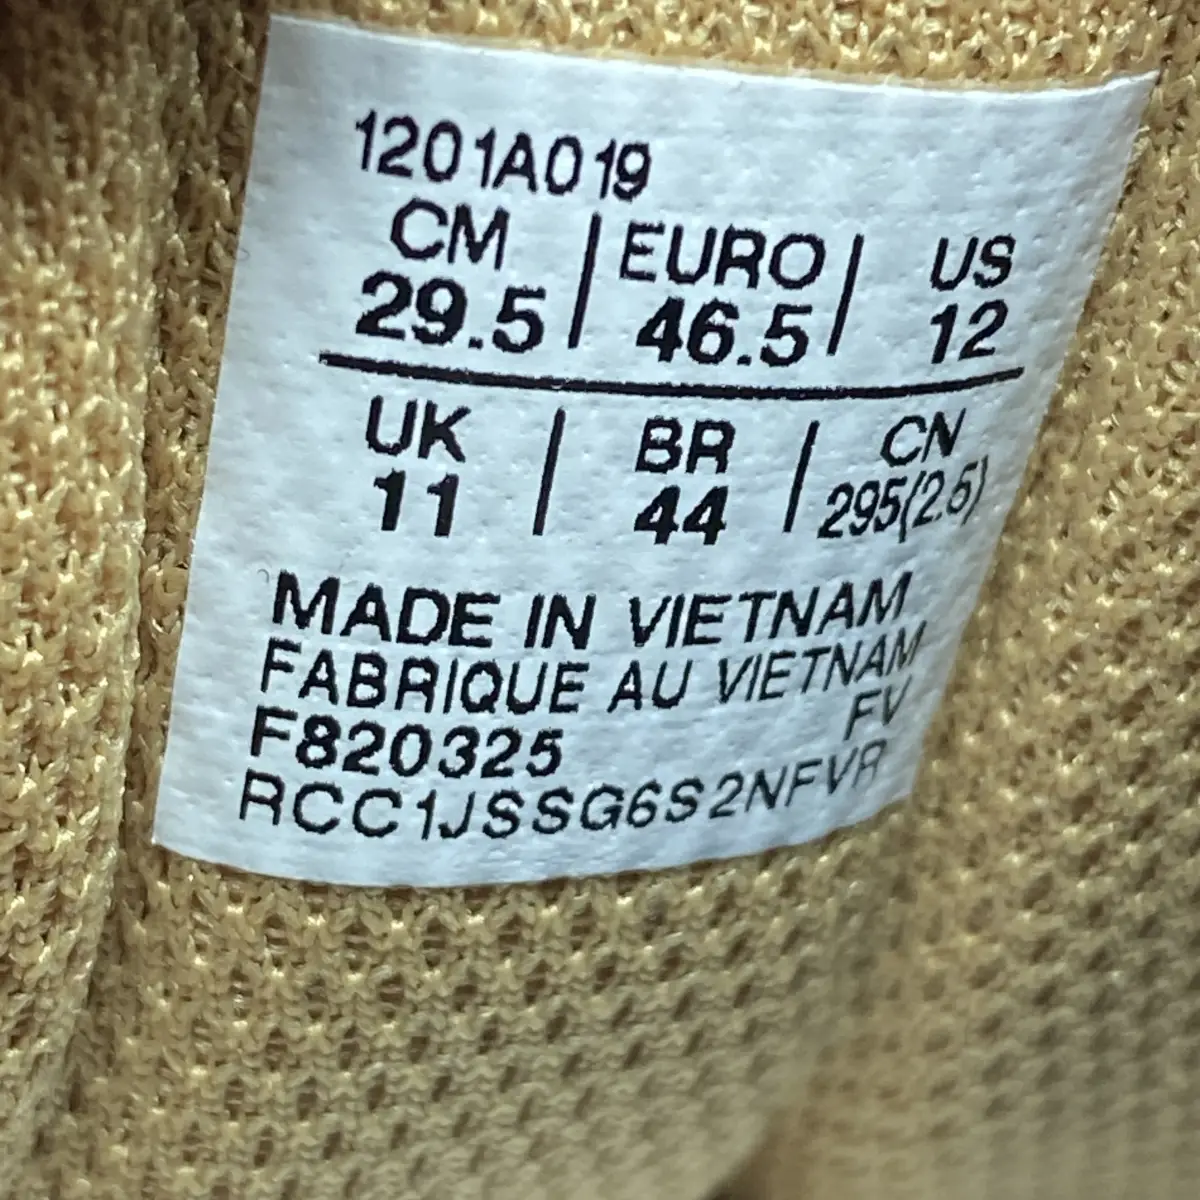 1201A019
CM | EURO | US
29.5 | 46.5 | 12
UK | BR | CN
11 | 44 | 295(2.5)
MADE IN VIETNAM
FABRIQUE AU VIETNAM
F820325 FV
RCC1JSSG6S2NFVR